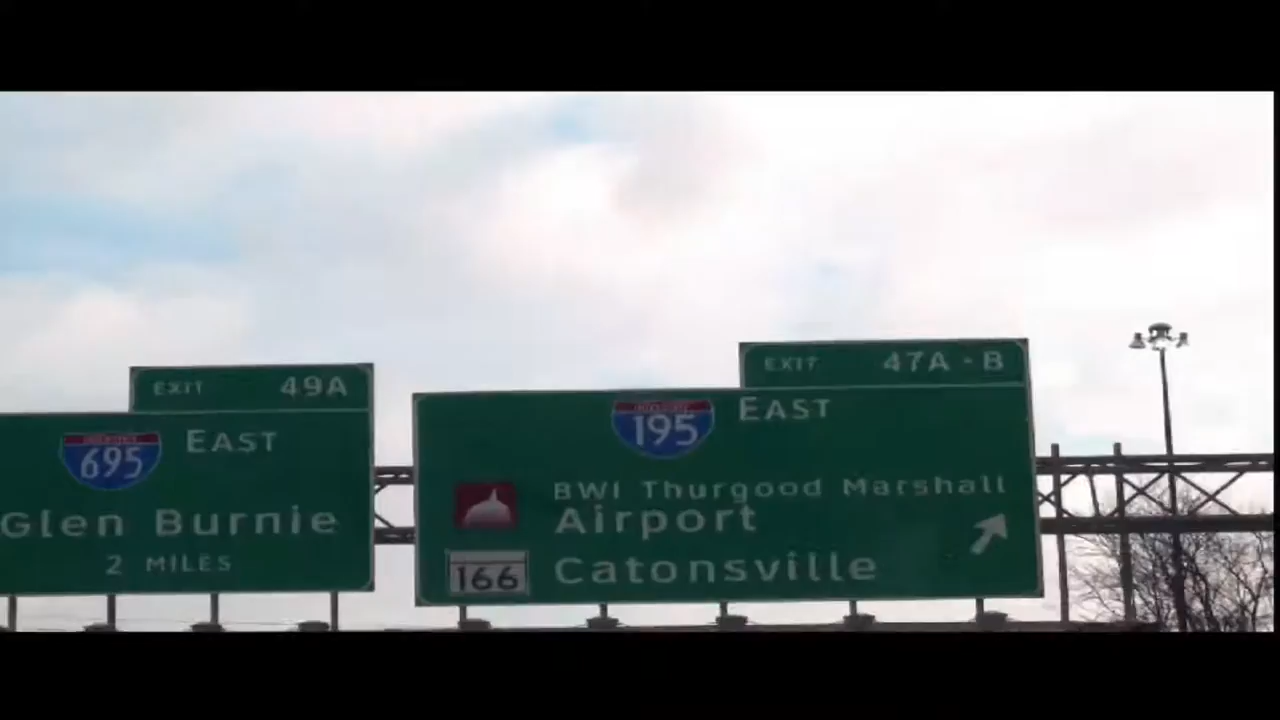 EXIT 49A
695 EAST
Glen Burnie
2 MILES
EXIT 47A - B
195 EAST
BWI Thurgood Marshall
Airport
166 Catonsville